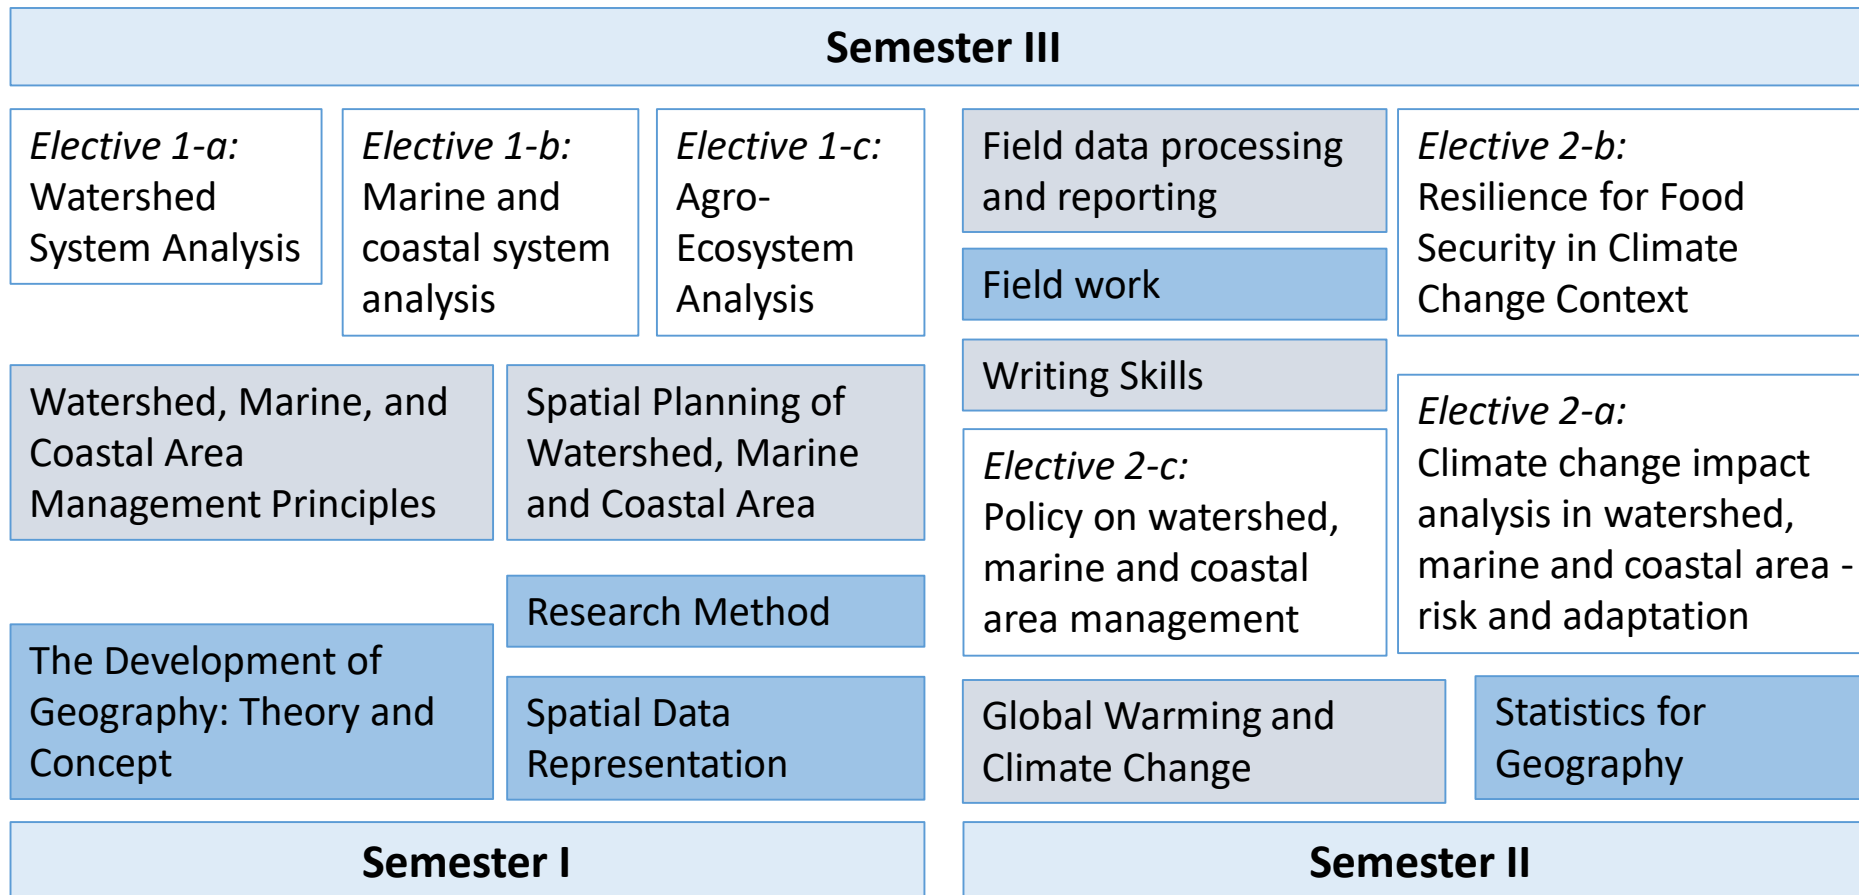 Semester III
Elective 1-a:
Watershed
System Analysis
Elective 1-b:
Marine and
coastal system
analysis
Elective 1-c:
Agro-
Ecosystem
Analysis
Field data processing
and reporting
Elective 2-b:
Resilience for Food
Security in Climate
Change Context
Field work
Writing Skills
Watershed, Marine, and
Coastal Area
Management Principles
Spatial Planning of
Watershed, Marine
and Coastal Area
Elective 2-c:
Policy on watershed,
marine and coastal
area management
Elective 2-a:
Climate change impact
analysis in watershed,
marine and coastal area -
risk and adaptation
Research Method
The Development of
Geography: Theory and
Concept
Spatial Data
Representation
Global Warming and
Climate Change
Statistics for
Geography
Semester I
Semester II